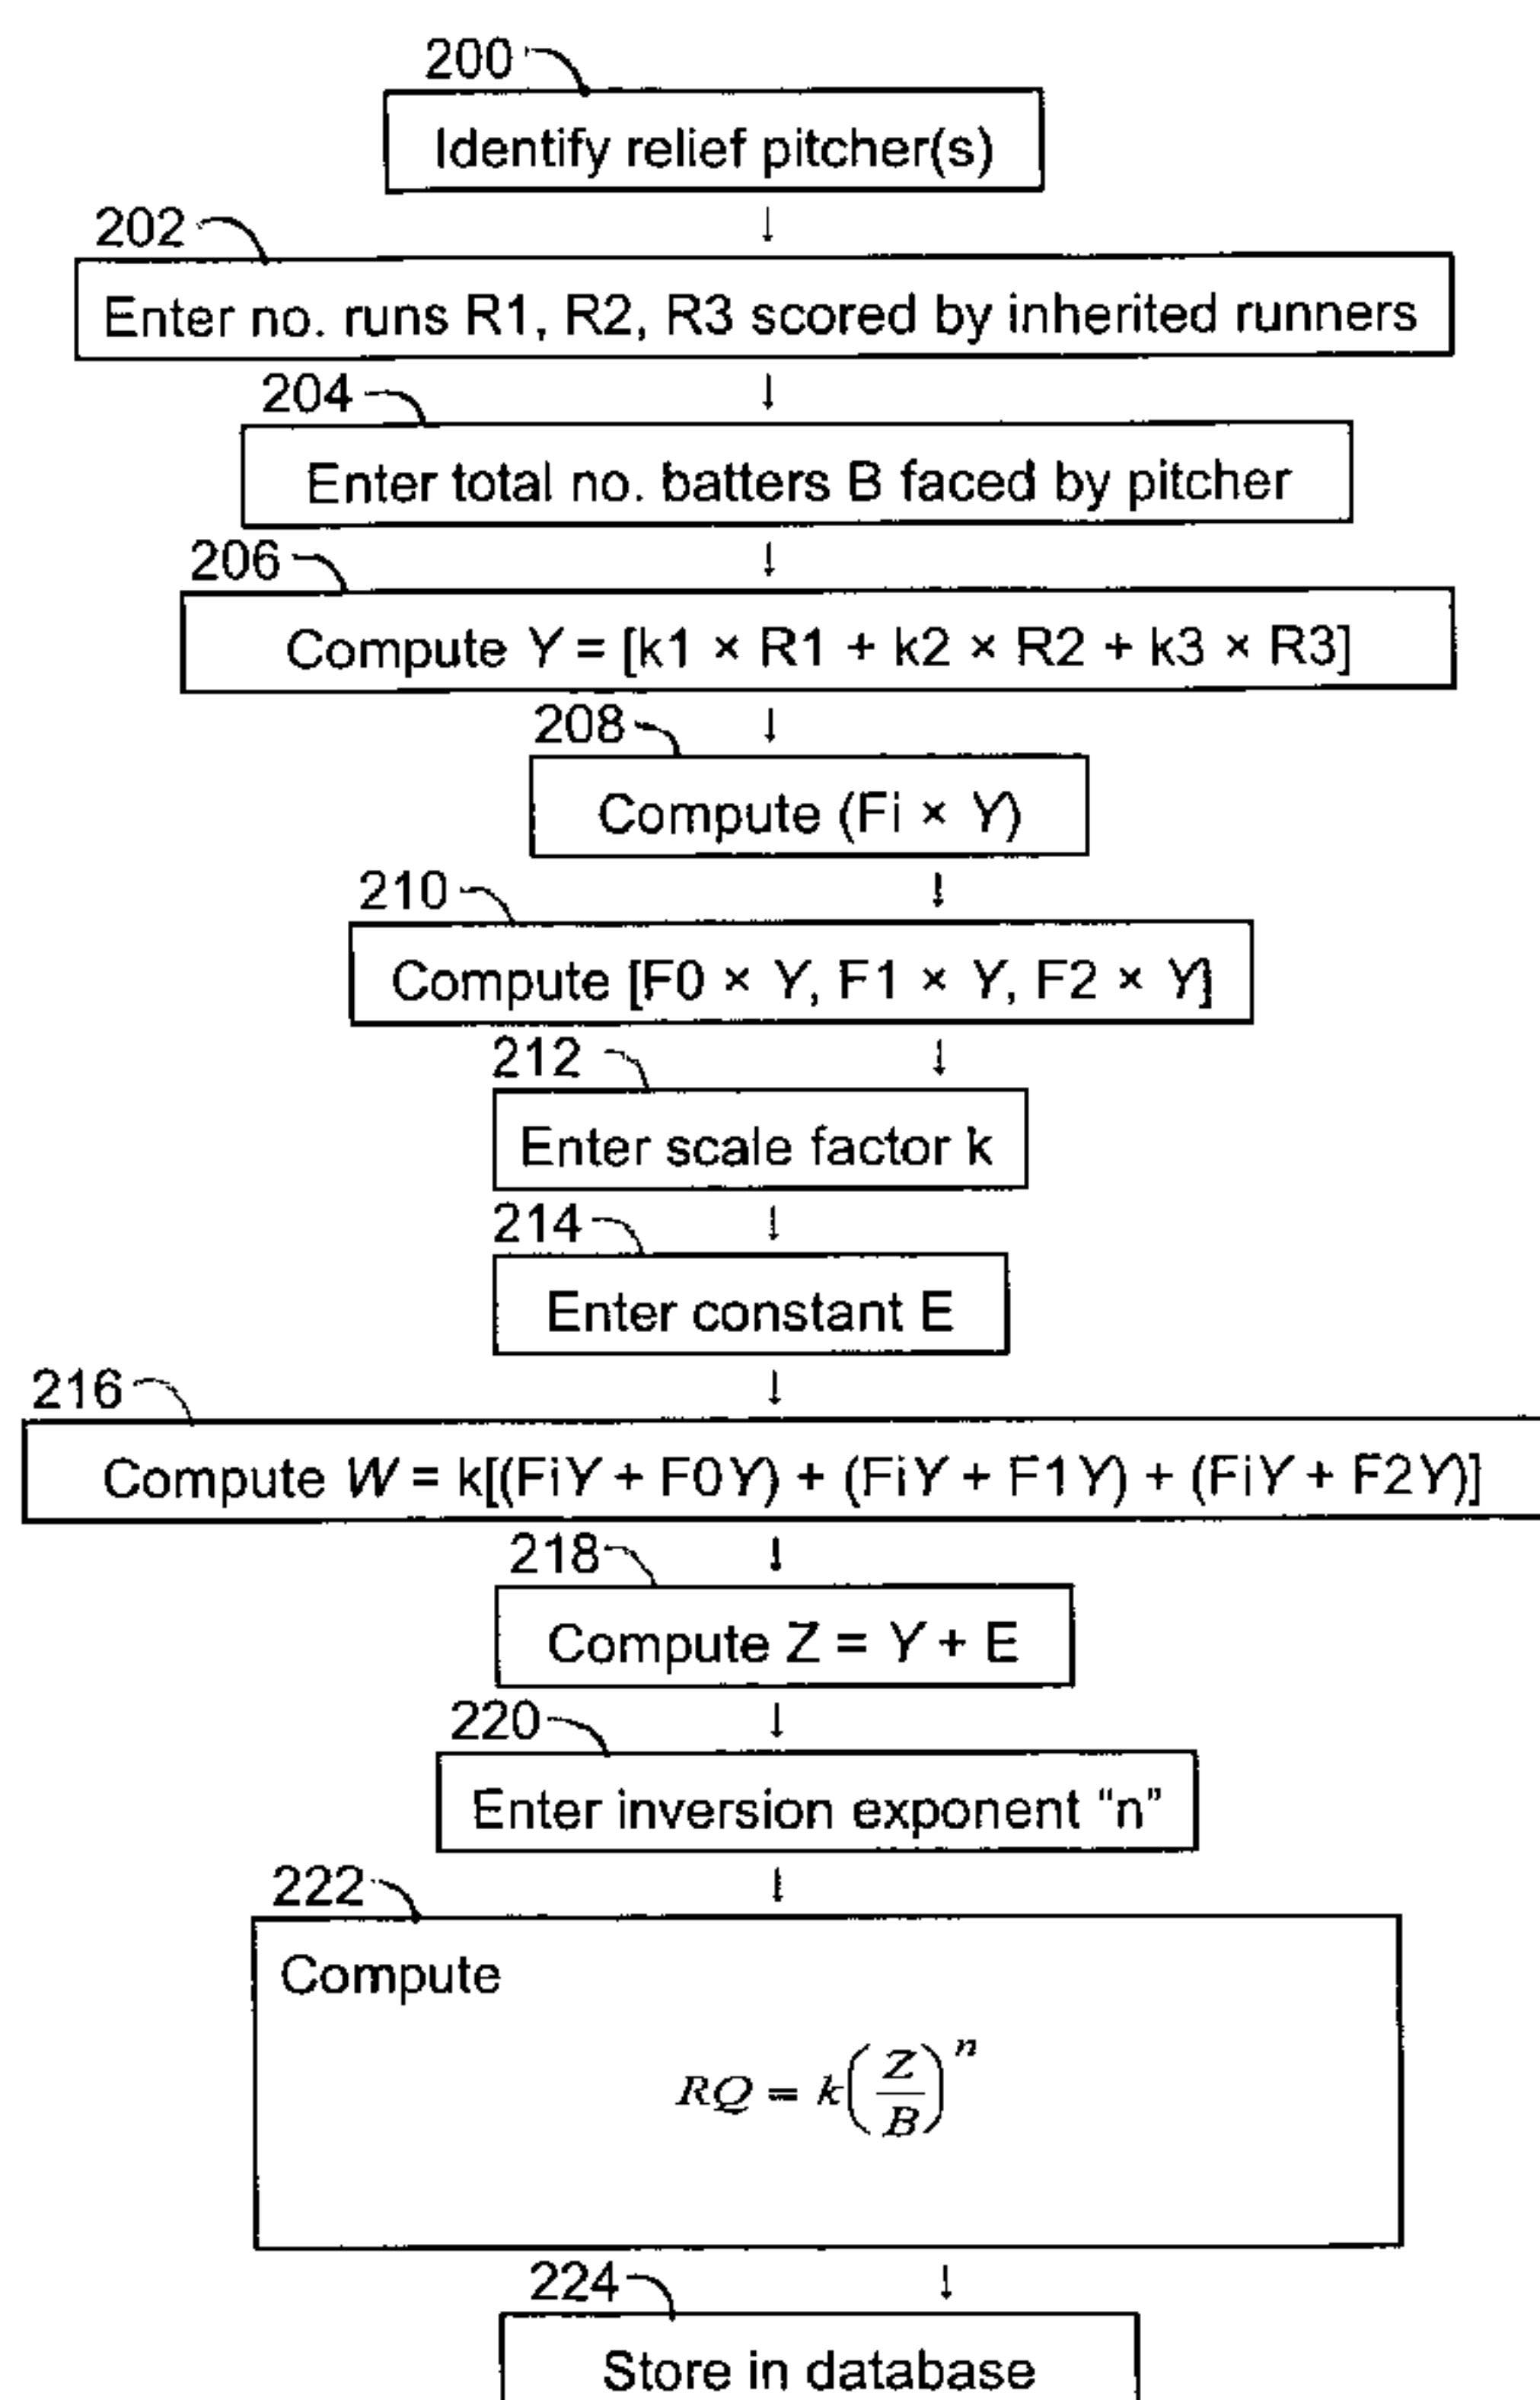 200
Identify relief pitcher(s)
202
Enter no. runs R1, R2, R3 scored by inherited runners
204
Enter total no. batters B faced by pitcher
206
Compute Y = [k1 × R1 + k2 × R2 + k3 × R3]
208
Compute (Fi × Y)
210
Compute [F0 × Y, F1 × Y, F2 × Y]
212
Enter scale factor k
214
Enter constant E
216
Compute W = k[(FiY + F0Y) + (FiY + F1Y) + (FiY + F2Y)]
218
Compute Z = Y + E
220
Enter inversion exponent “n”
222
Compute
RQ = k(Z/B)^n
224
Store in database